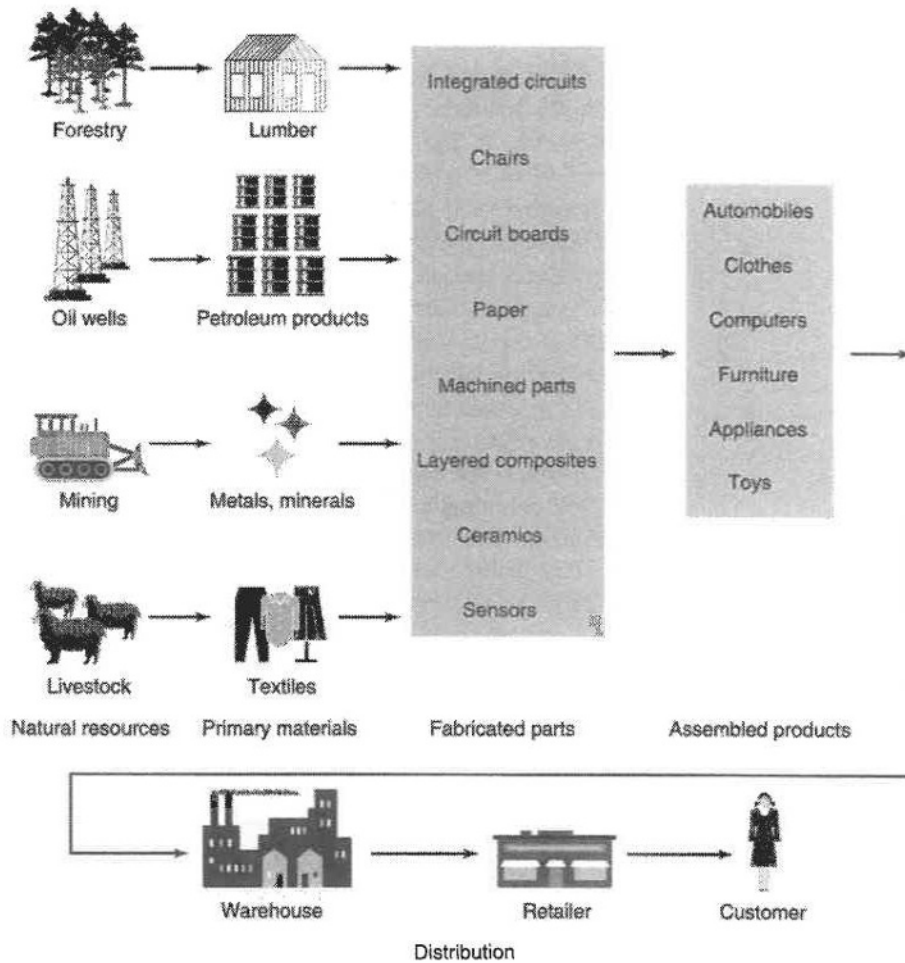 Forestry
Lumber
Integrated circuits
Chairs
Circuit boards
Paper
Machined parts
Layered composites
Ceramics
Sensors
Automobiles
Clothes
Computers
Furniture
Appliances
Toys
Oil wells
Petroleum products
Mining
Metals, minerals
Livestock
Textiles
Natural resources
Primary materials
Fabricated parts
Assembled products
Warehouse
Retailer
Customer
Distribution